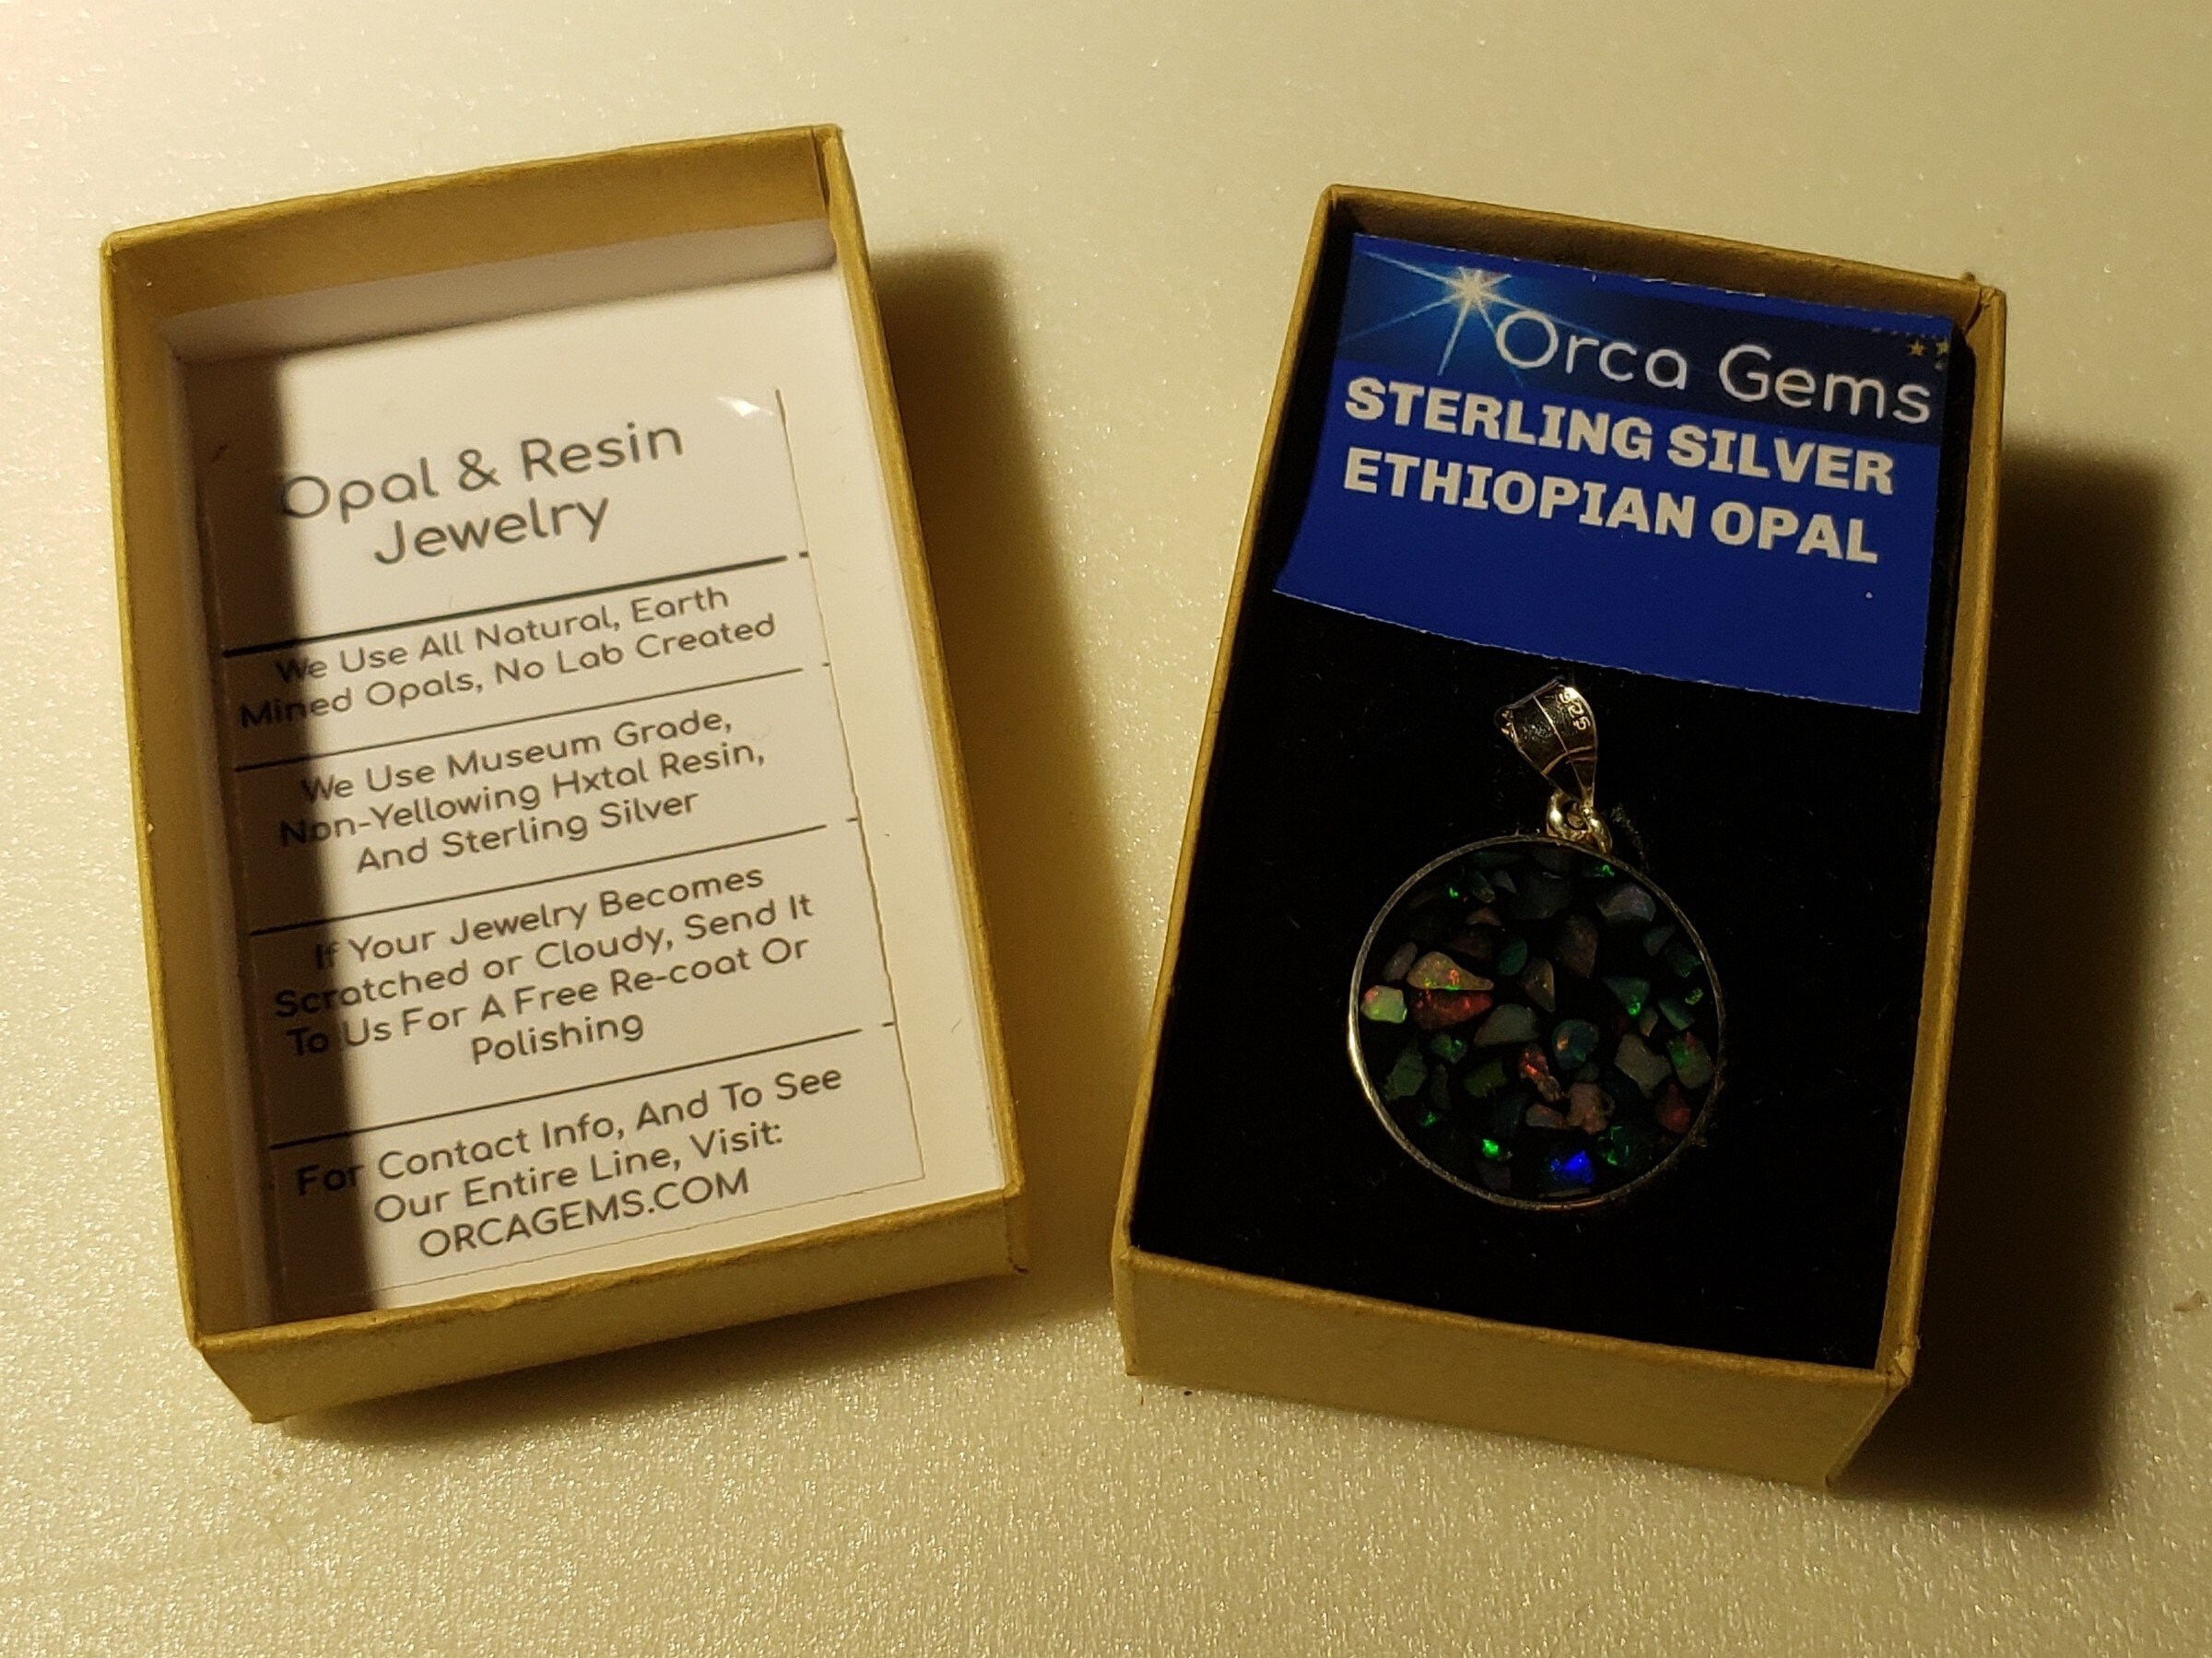 Opal & Resin
Jewelry
We Use All Natural, Earth
Mined Opals, No Lab Created
We Use Museum Grade,
Non-Yellowing Hxtal Resin,
And Sterling Silver
If Your Jewelry Becomes
Scratched or Cloudy, Send It
To Us For A Free Re-coat Or
Polishing
For Contact Info, And To See
Our Entire Line, Visit:
ORCAGEMS.COM
Orca Gems
STERLING SILVER
ETHIOPIAN OPAL
925